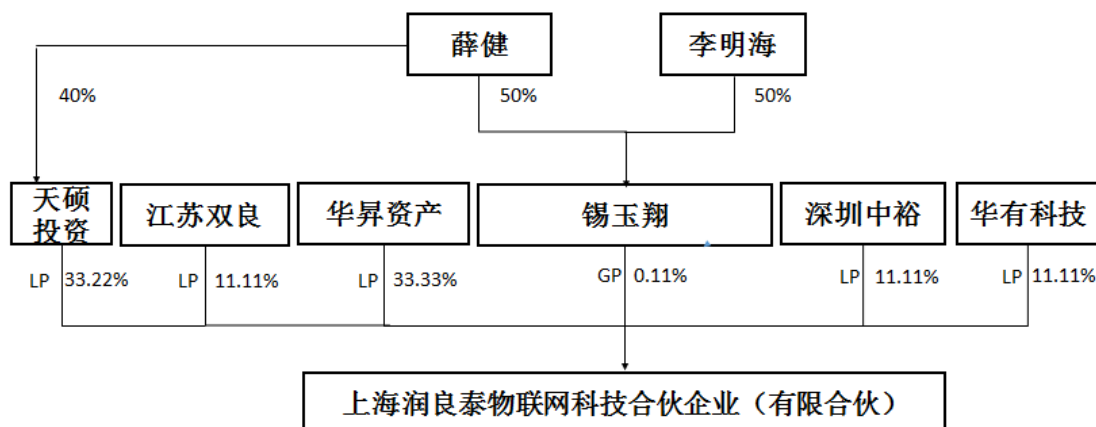 薛健
李明海
40%
50%
50%
天硕
投资
江苏双良
华昇资产
锡玉翔
深圳中裕
华有科技
LP 33.22%
LP 11.11%
LP 33.33%
GP 0.11%
LP 11.11%
LP 11.11%
上海润良泰物联网科技合伙企业（有限合伙）